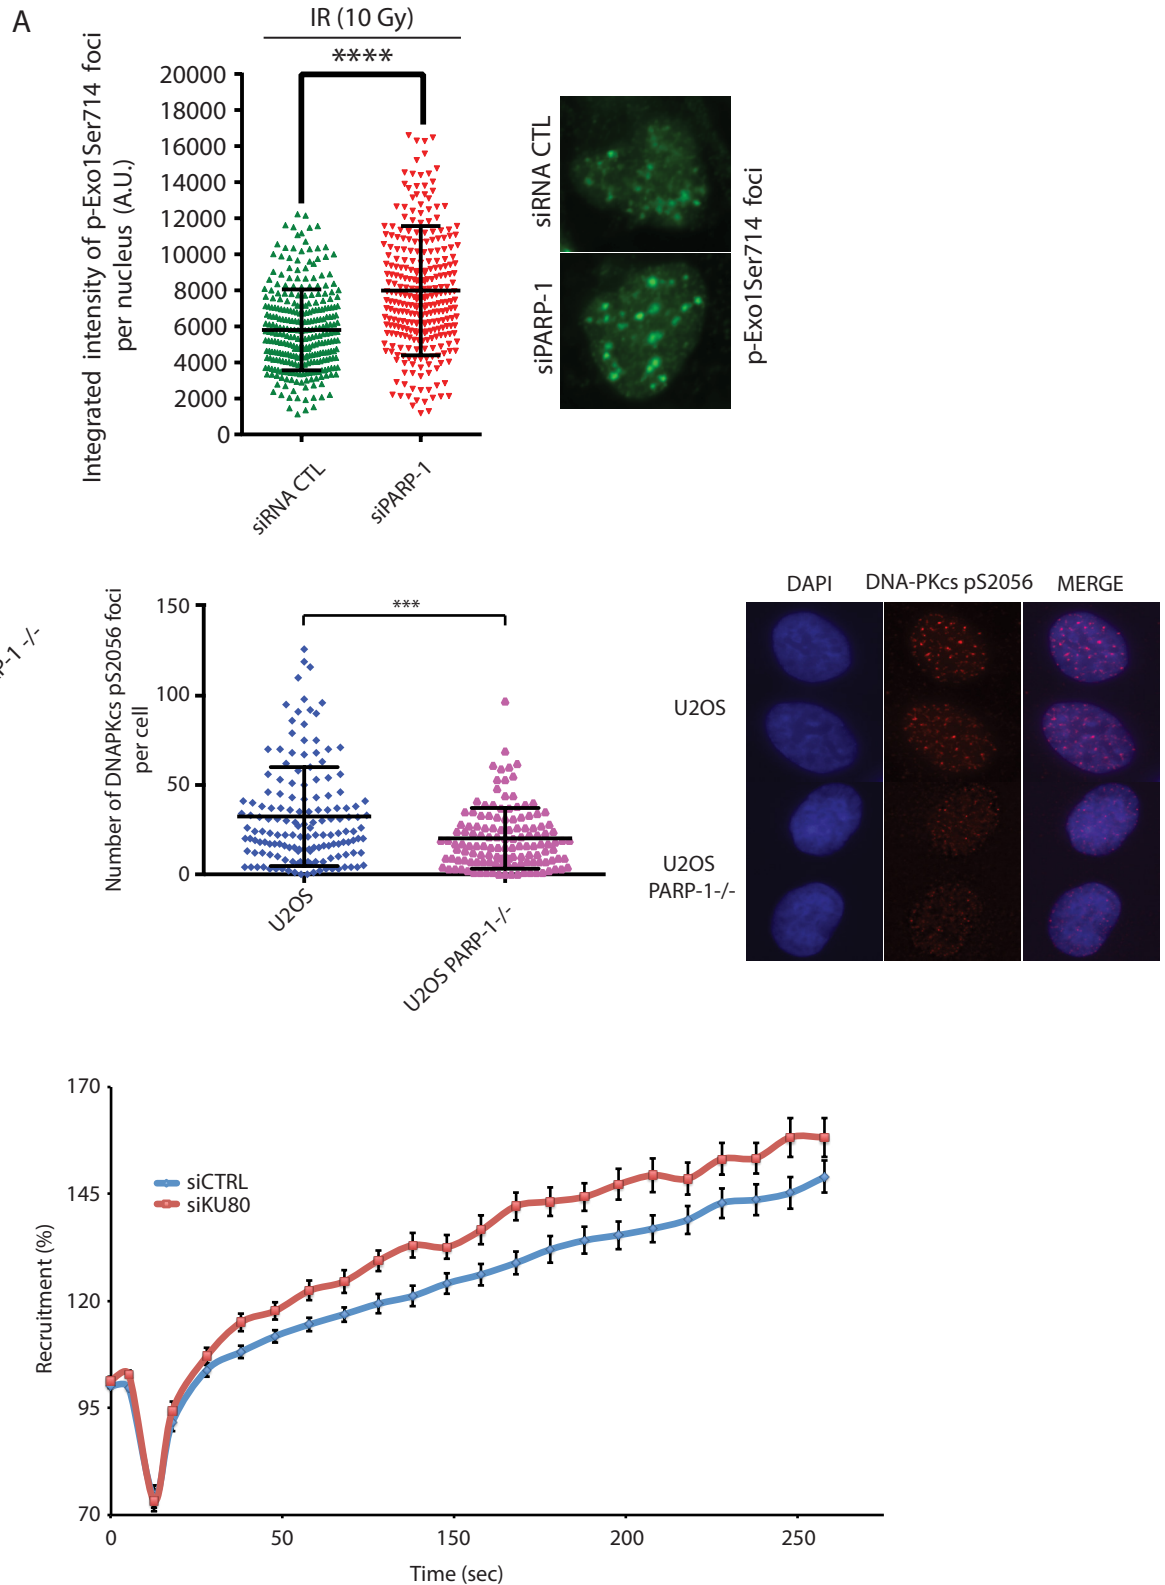 A
IR (10 Gy)
****
Integrated intensity of p-Exo1Ser714 foci
per nucleus (A.U.)
20000
18000
16000
14000
12000
10000
8000
6000
4000
2000
0
siRNA CTL
siPARP-1
siRNA CTL
siPARP-1
p-Exo1Ser714 foci
P-1 -/-
Number of DNAPKcs pS2056 foci
per cell
150
100
50
0
***
U2OS
U2OS PARP-1-/-
DAPI
DNA-PKcs pS2056
MERGE
U2OS
U2OS
PARP-1-/-
Recruitment (%)
170
145
120
95
70
siCTRL
siKU80
0
50
150
200
250
Time (sec)